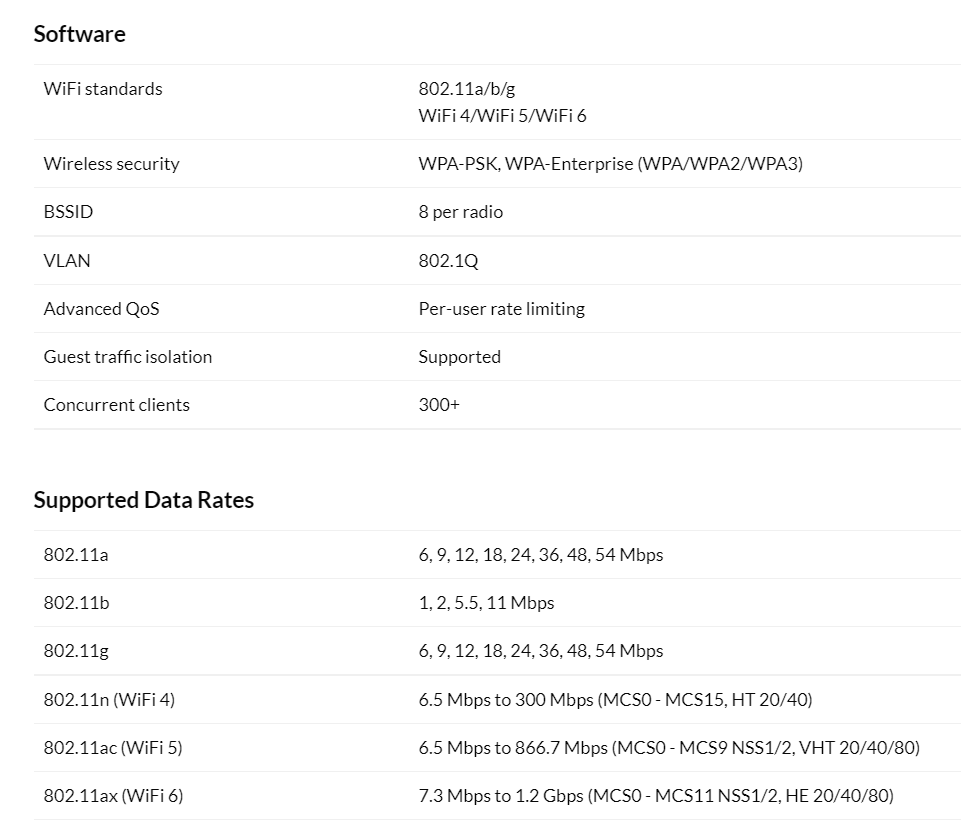 Software
WiFi standards 802.11a/b/g
WiFi 4/WiFi 5/WiFi 6
Wireless security WPA-PSK, WPA-Enterprise (WPA/WPA2/WPA3)
BSSID 8 per radio
VLAN 802.1Q
Advanced QoS Per-user rate limiting
Guest traffic isolation Supported
Concurrent clients 300+
Supported Data Rates
802.11a 6, 9, 12, 18, 24, 36, 48, 54 Mbps
802.11b 1, 2, 5.5, 11 Mbps
802.11g 6, 9, 12, 18, 24, 36, 48, 54 Mbps
802.11n (WiFi 4) 6.5 Mbps to 300 Mbps (MCS0 - MCS15, HT 20/40)
802.11ac (WiFi 5) 6.5 Mbps to 866.7 Mbps (MCS0 - MCS9 NSS1/2, VHT 20/40/80)
802.11ax (WiFi 6) 7.3 Mbps to 1.2 Gbps (MCS0 - MCS11 NSS1/2, HE 20/40/80)